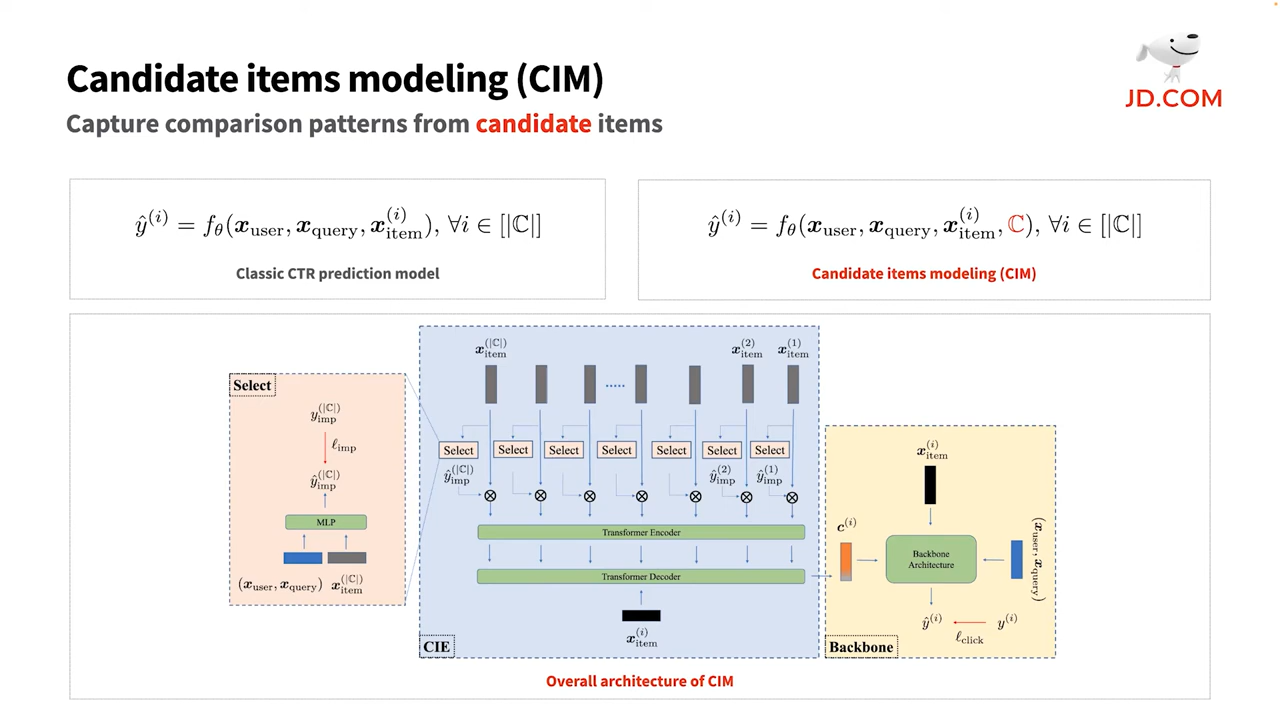 Candidate items modeling (CIM)
Capture comparison patterns from candidate items
JD.COM
ŷ^(i) = f_θ(x_user, x_query, x_item^(i)), ∀i ∈ [|ℂ|]
Classic CTR prediction model
ŷ^(i) = f_θ(x_user, x_query, x_item^(i), ℂ), ∀i ∈ [|ℂ|]
Candidate items modeling (CIM)
Select
y_imp^(|ℂ|)
ℓ_imp
ŷ_imp^(|ℂ|)
MLP
(x_user, x_query) x_item^(|ℂ|)
x_item^(|ℂ|) x_item^(2) x_item^(1)
.....
Select Select Select Select Select Select Select
ŷ_imp^(|ℂ|) ŷ_imp^(2) ŷ_imp^(1)
⊗ ⊗ ⊗ ⊗ ⊗ ⊗ ⊗
Transformer Encoder
Transformer Decoder
x_item^(i)
CIE
x_item^(i)
c^(i)
Backbone
Architecture
(x_user, x_query)
ŷ^(i) y^(i)
ℓ_click
Backbone
Overall architecture of CIM